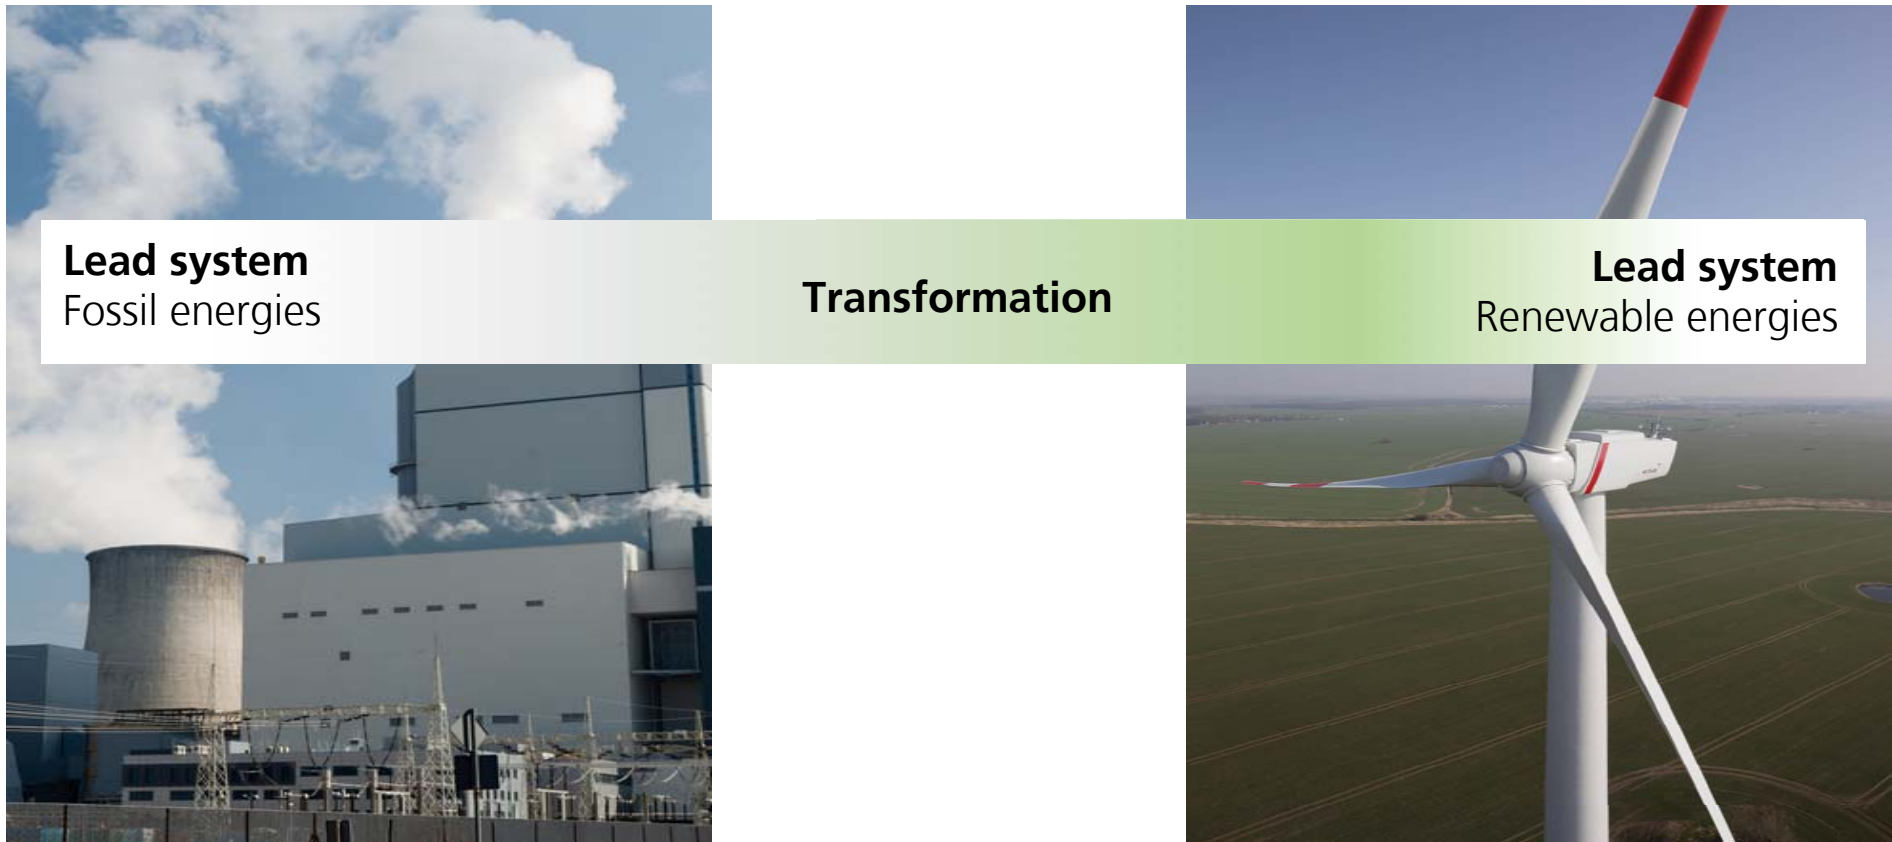 Lead system
Fossil energies
Transformation
Lead system
Renewable energies